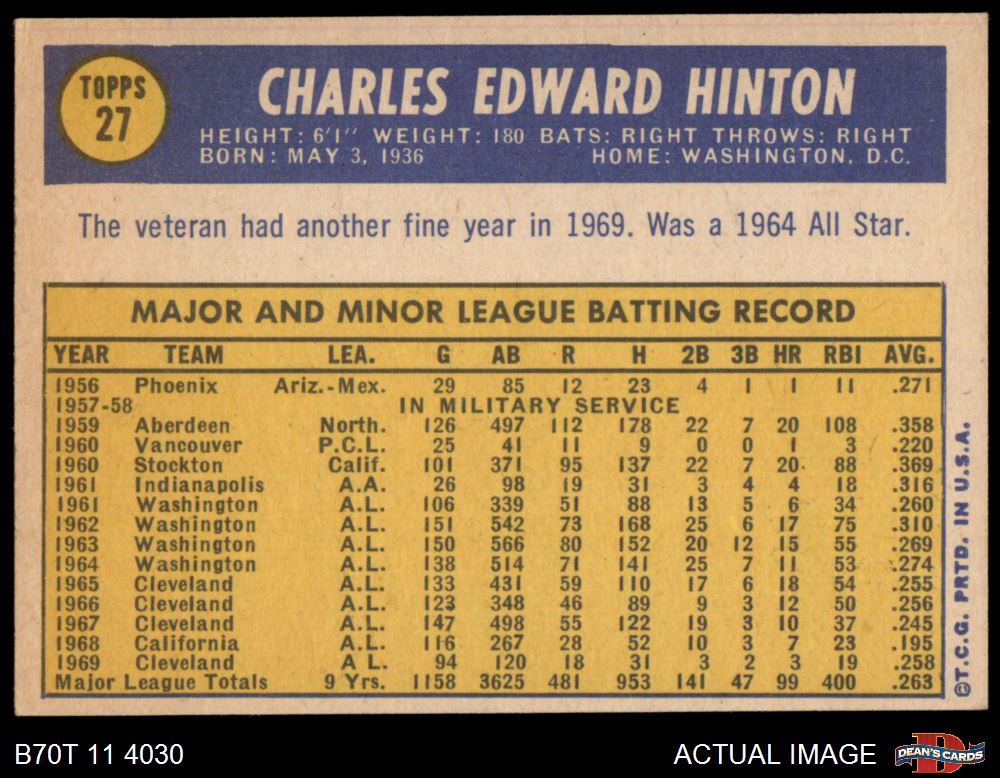 TOPPS
27
CHARLES EDWARD HINTON
HEIGHT: 6'1" WEIGHT: 180 BATS: RIGHT THROWS: RIGHT
BORN: MAY 3, 1936 HOME: WASHINGTON, D.C.
The veteran had another fine year in 1969. Was a 1964 All Star.
MAJOR AND MINOR LEAGUE BATTING RECORD
YEAR TEAM LEA. G AB R H 2B 3B HR RBI AVG.
1956 Phoenix Ariz.-Mex. 29 85 12 23 4 1 1 11 .271
1957-58 IN MILITARY SERVICE
1959 Aberdeen North. 126 497 112 178 22 7 20 108 .358
1960 Vancouver P.C.L. 25 41 11 9 0 0 1 3 .220
1960 Stockton Calif. 101 371 95 137 22 7 20 88 .369
1961 Indianapolis A.A. 26 98 19 31 3 4 4 18 .316
1961 Washington A.L. 106 339 51 88 13 5 6 34 .260
1962 Washington A.L. 151 542 73 168 25 6 17 75 .310
1963 Washington A.L. 150 566 80 152 20 12 15 55 .269
1964 Washington A.L. 138 514 71 141 25 7 11 53 .274
1965 Cleveland A.L. 133 431 59 110 17 6 18 54 .255
1966 Cleveland A.L. 123 348 46 89 9 3 12 50 .256
1967 Cleveland A.L. 147 498 55 122 19 3 10 37 .245
1968 California A.L. 116 267 28 52 10 3 7 23 .195
1969 Cleveland A L. 94 120 18 31 3 2 3 19 .258
Major League Totals 9 Yrs. 1158 3625 481 953 141 47 99 400 .263
©T.C.G. PRTD. IN U.S.A.
B70T 11 4030
ACTUAL IMAGE
DEAN'S CARDS